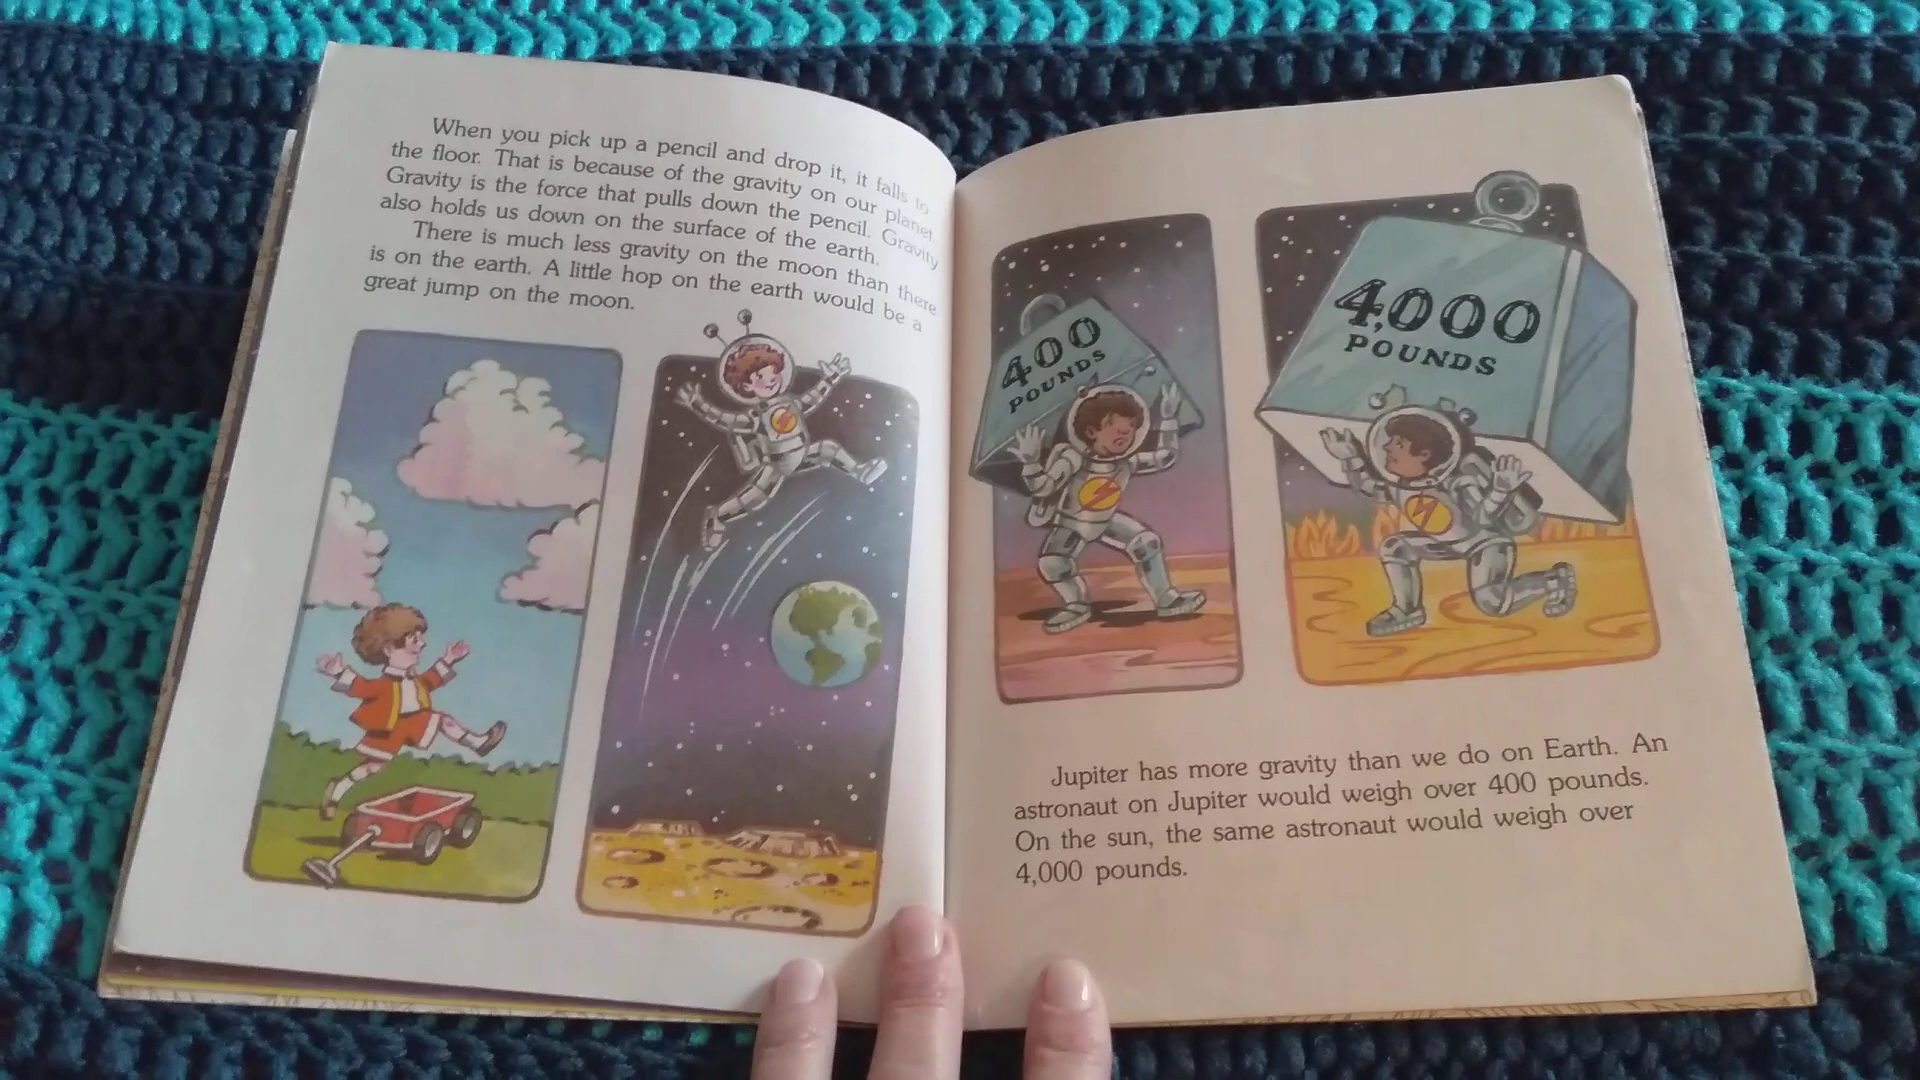 When you pick up a pencil and drop it, it falls to
the floor. That is because of the gravity on our planet.
Gravity is the force that pulls down the pencil. Gravity
also holds us down on the surface of the earth.
There is much less gravity on the moon than there
is on the earth. A little hop on the earth would be a
great jump on the moon.
400
POUNDS
4,000
POUNDS
Jupiter has more gravity than we do on Earth. An
astronaut on Jupiter would weigh over 400 pounds.
On the sun, the same astronaut would weigh over
4,000 pounds.